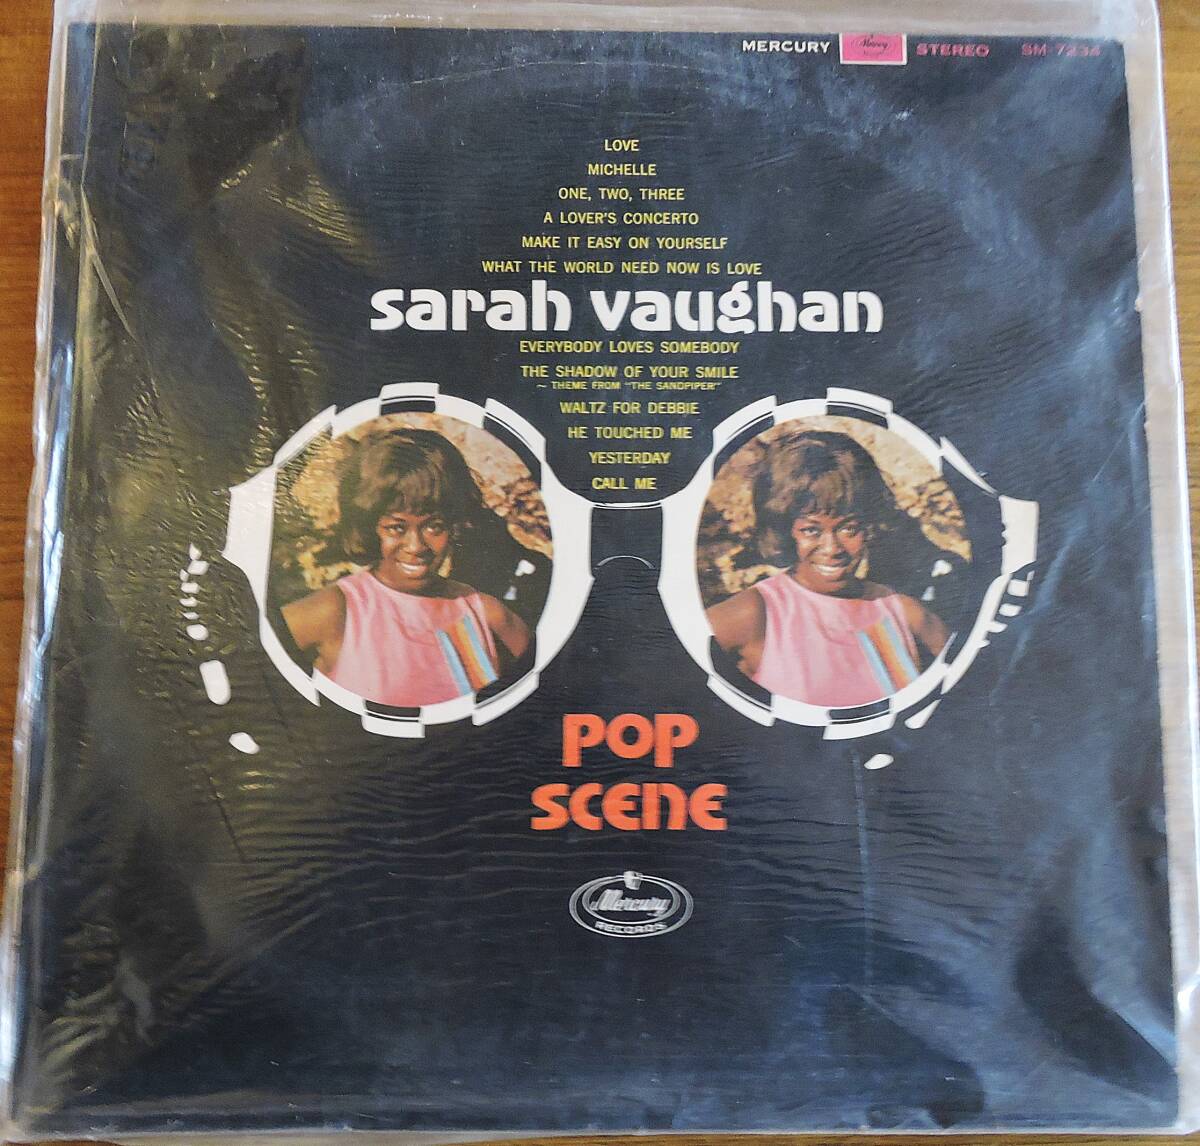 MERCURY Mercury STEREO SM-7234
LOVE
MICHELLE
ONE, TWO, THREE
A LOVER'S CONCERTO
MAKE IT EASY ON YOURSELF
WHAT THE WORLD NEED NOW IS LOVE
sarah vaughan
EVERYBODY LOVES SOMEBODY
THE SHADOW OF YOUR SMILE
~ THEME FROM "THE SANDPIPER"
WALTZ FOR DEBBIE
HE TOUCHED ME
YESTERDAY
CALL ME
POP
SCENE
Mercury
RECORDS